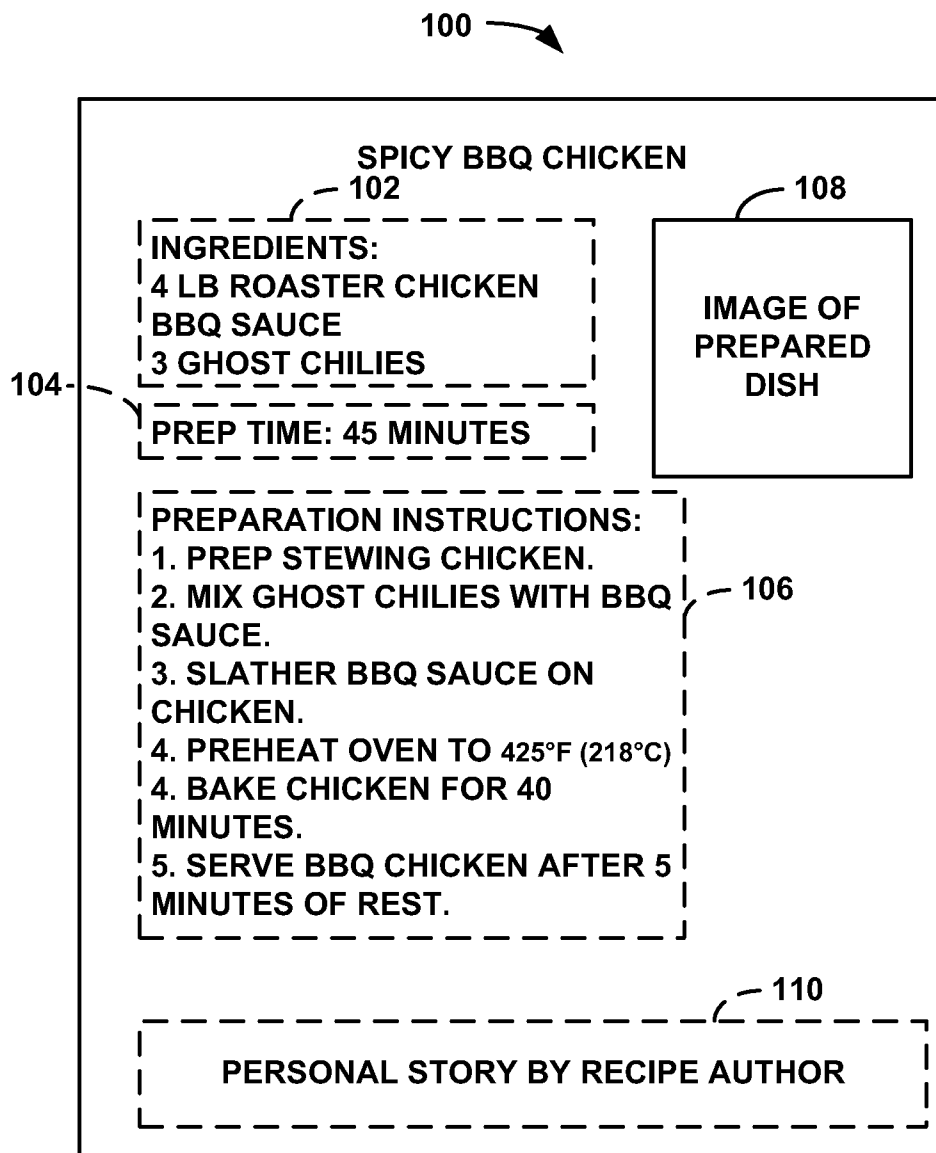 100
SPICY BBQ CHICKEN
102
108
INGREDIENTS:
4 LB ROASTER CHICKEN
BBQ SAUCE
3 GHOST CHILIES
IMAGE OF
PREPARED
DISH
104
PREP TIME: 45 MINUTES
PREPARATION INSTRUCTIONS:
1. PREP STEWING CHICKEN.
2. MIX GHOST CHILIES WITH BBQ
SAUCE.
3. SLATHER BBQ SAUCE ON
CHICKEN.
4. PREHEAT OVEN TO 425°F (218°C)
4. BAKE CHICKEN FOR 40
MINUTES.
5. SERVE BBQ CHICKEN AFTER 5
MINUTES OF REST.
106
110
PERSONAL STORY BY RECIPE AUTHOR